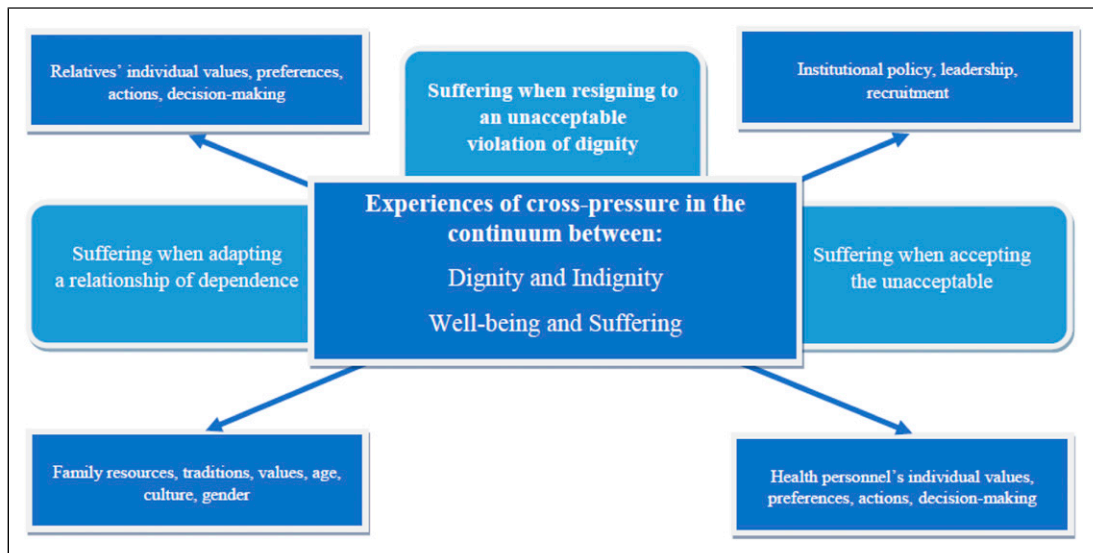 Relatives’ individual values, preferences,
actions, decision-making
Suffering when resigning to
an unacceptable
violation of dignity
Institutional policy, leadership,
recruitment
Suffering when adapting
a relationship of dependence
Experiences of cross-pressure in the
continuum between:
Dignity and Indignity
Well-being and Suffering
Suffering when accepting
the unacceptable
Family resources, traditions, values, age,
culture, gender
Health personnel’s individual values,
preferences, actions, decision-making